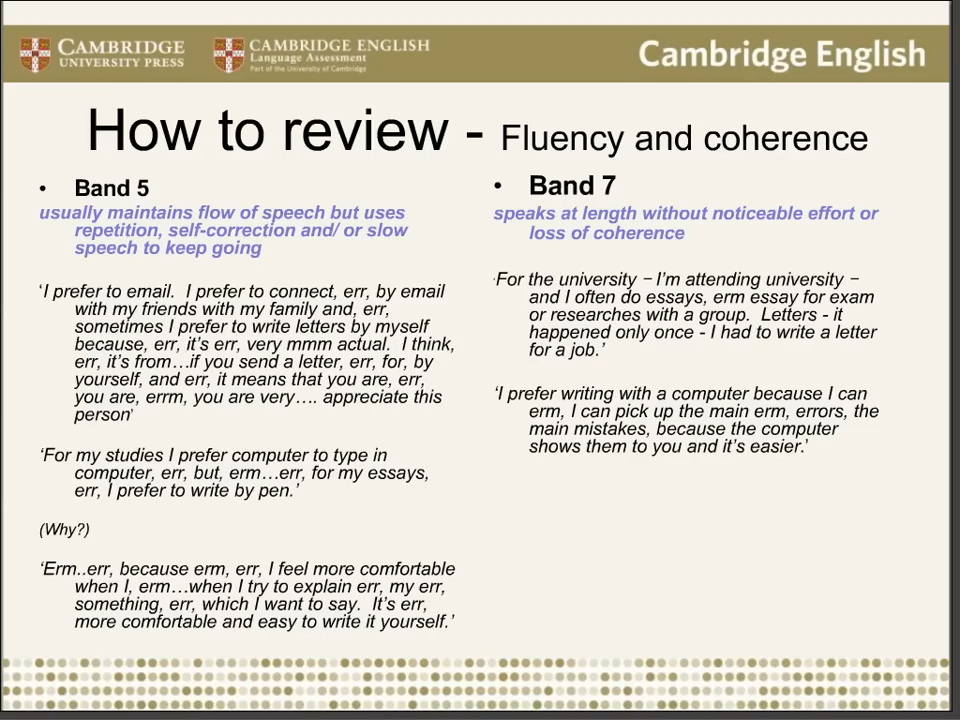 CAMBRIDGE
UNIVERSITY PRESS
CAMBRIDGE ENGLISH
Language Assessment
Part of the University of Cambridge
Cambridge English
How to review - Fluency and coherence
• Band 5
usually maintains flow of speech but uses
repetition, self-correction and/ or slow
speech to keep going
‘I prefer to email. I prefer to connect, err, by email
with my friends with my family and, err,
sometimes I prefer to write letters by myself
because, err, it’s err, very mmm actual. I think,
err, it’s from…if you send a letter, err, for, by
yourself, and err, it means that you are, err,
you are, errm, you are very…. appreciate this
person’
‘For my studies I prefer computer to type in
computer, err, but, erm…err, for my essays,
err, I prefer to write by pen.’
(Why?)
‘Erm..err, because erm, err, I feel more comfortable
when I, erm…when I try to explain err, my err,
something, err, which I want to say. It’s err,
more comfortable and easy to write it yourself.’
• Band 7
speaks at length without noticeable effort or
loss of coherence
‘For the university – I’m attending university –
and I often do essays, erm essay for exam
or researches with a group. Letters - it
happened only once - I had to write a letter
for a job.’
‘I prefer writing with a computer because I can
erm, I can pick up the main erm, errors, the
main mistakes, because the computer
shows them to you and it’s easier.’